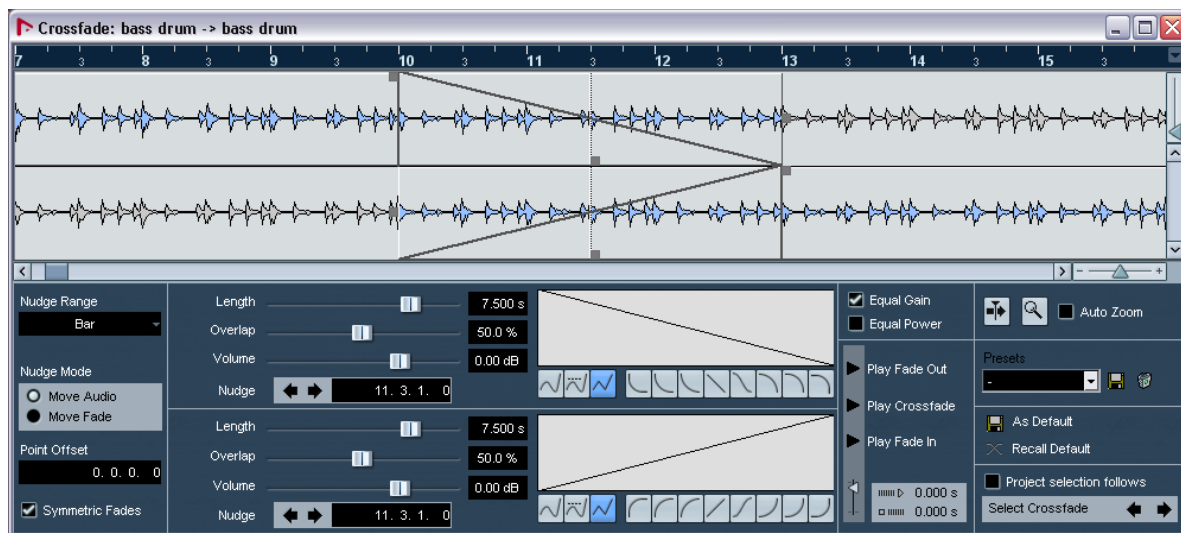 Crossfade: bass drum -> bass drum
7 3 8 3 9 3 10 3 11 3 12 3 13 3 14 3 15 3
Nudge Range
Bar
Nudge Mode
Move Audio
Move Fade
Point Offset
0. 0. 0. 0
Symmetric Fades
Length 7.500 s
Overlap 50.0 %
Volume 0.00 dB
Nudge 11. 3. 1. 0
Length 7.500 s
Overlap 50.0 %
Volume 0.00 dB
Nudge 11. 3. 1. 0
Equal Gain
Equal Power
Play Fade Out
Play Crossfade
Play Fade In
0.000 s
0.000 s
Auto Zoom
Presets
-
As Default
Recall Default
Project selection follows
Select Crossfade